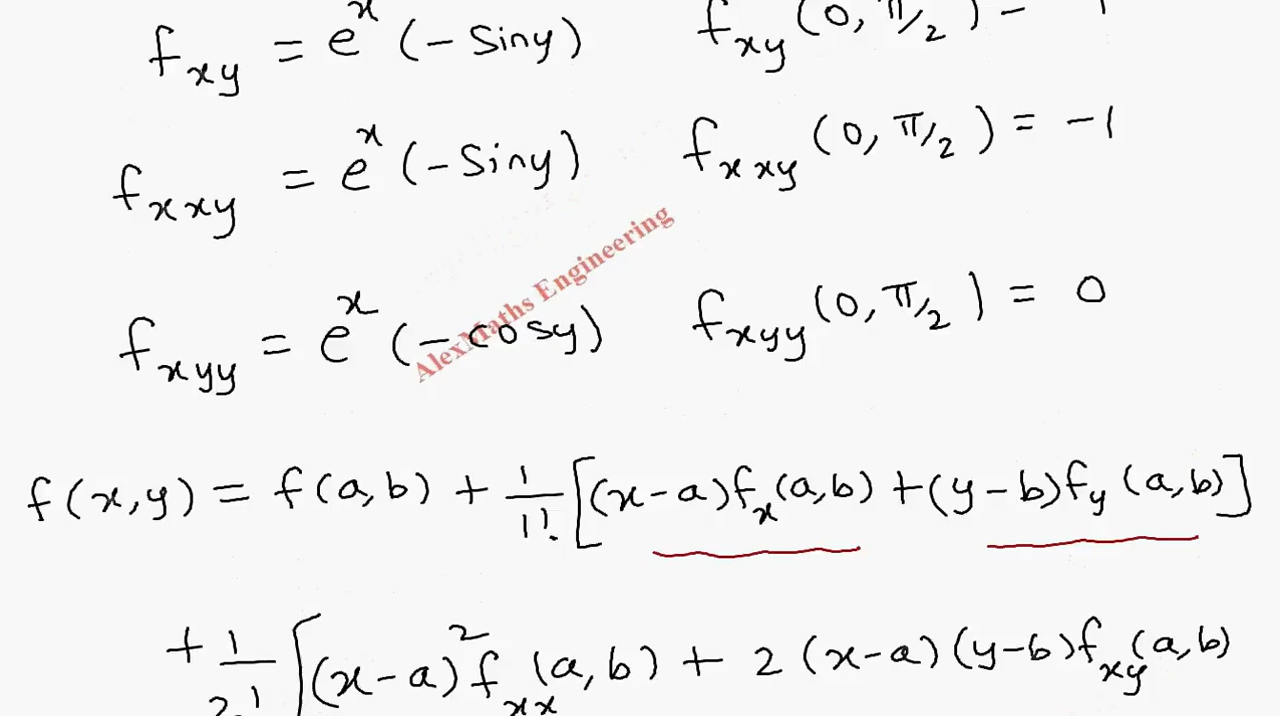 f_xy = e^x (-Siny)    f_xy (0, π/2) = -1
f_xxy = e^x (-Siny)    f_xxy (0, π/2) = -1
AlexMaths Engineering
f_xyy = e^x (-cosy)    f_xyy (0, π/2) = 0
f(x,y) = f(a,b) + 1/1! [(x-a)f_x(a,b) + (y-b)f_y (a,b)]
+ 1/2! [(x-a)^2 f_xx (a,b) + 2 (x-a) (y-b) f_xy (a,b)